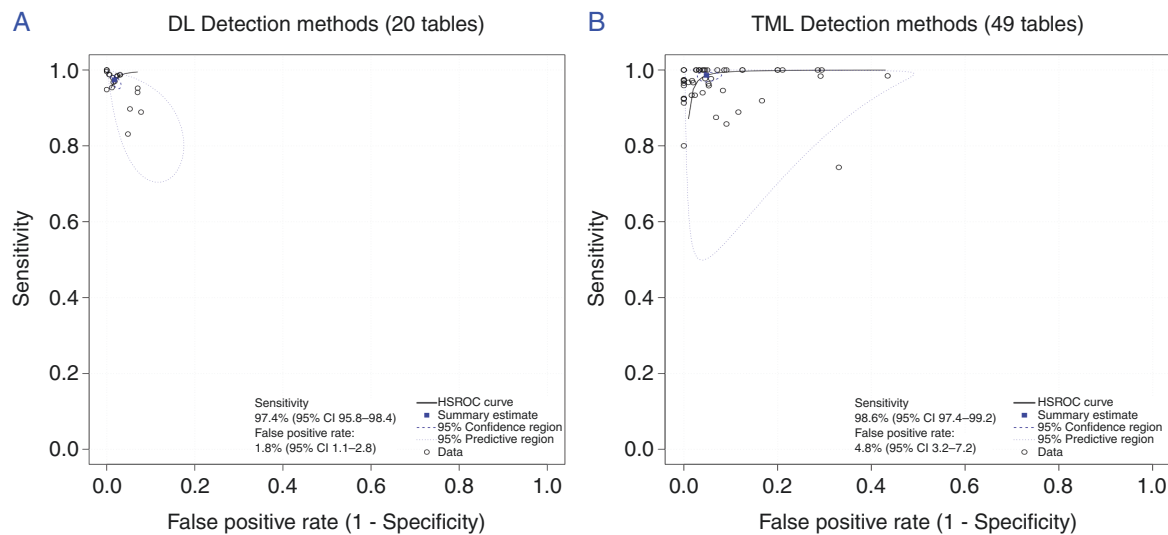 A
DL Detection methods (20 tables)
1.0
0.8
0.6
0.4
0.2
0.0
Sensitivity
Sensitivity
97.4% (95% CI 95.8–98.4)
False positive rate:
1.8% (95% CI 1.1–2.8)
HSROC curve
Summary estimate
95% Confidence region
95% Predictive region
Data
0.0 0.2 0.4 0.6 0.8 1.0
False positive rate (1 - Specificity)
B
TML Detection methods (49 tables)
1.0
0.8
0.6
0.4
0.2
0.0
Sensitivity
Sensitivity
98.6% (95% CI 97.4–99.2)
False positive rate:
4.8% (95% CI 3.2–7.2)
HSROC curve
Summary estimate
95% Confidence region
95% Predictive region
Data
0.0 0.2 0.4 0.6 0.8 1.0
False positive rate (1 - Specificity)